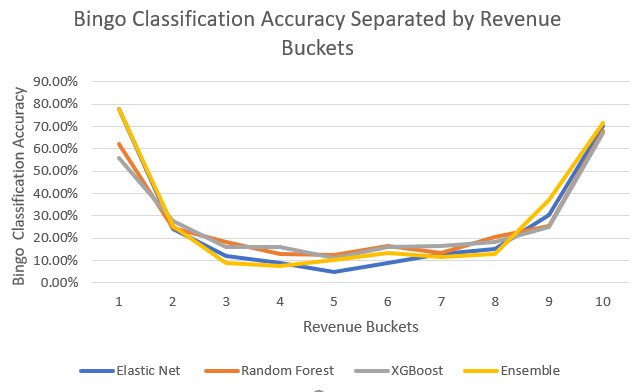 Bingo Classification Accuracy Separated by Revenue
Buckets
90.00%
80.00%
70.00%
60.00%
50.00%
40.00%
30.00%
20.00%
10.00%
0.00%
Bingo Classification Accuracy
1 2 3 4 5 6 7 8 9 10
Revenue Buckets
Elastic Net Random Forest XGBoost Ensemble